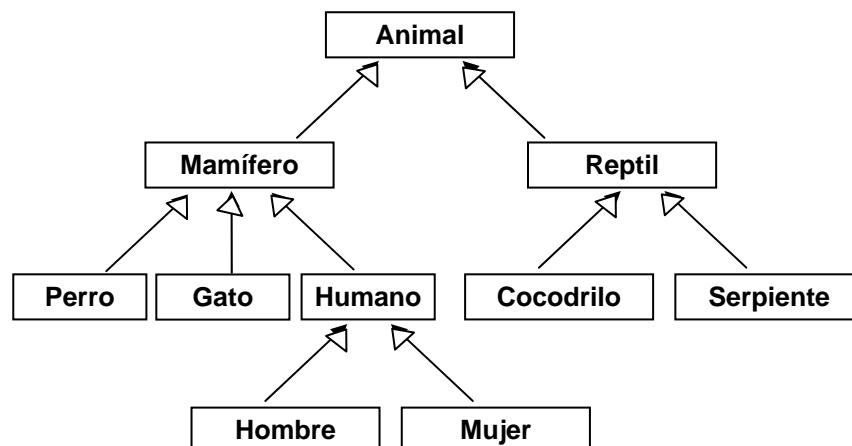 Animal
Mamífero
Reptil
Perro
Gato
Humano
Cocodrilo
Serpiente
Hombre
Mujer